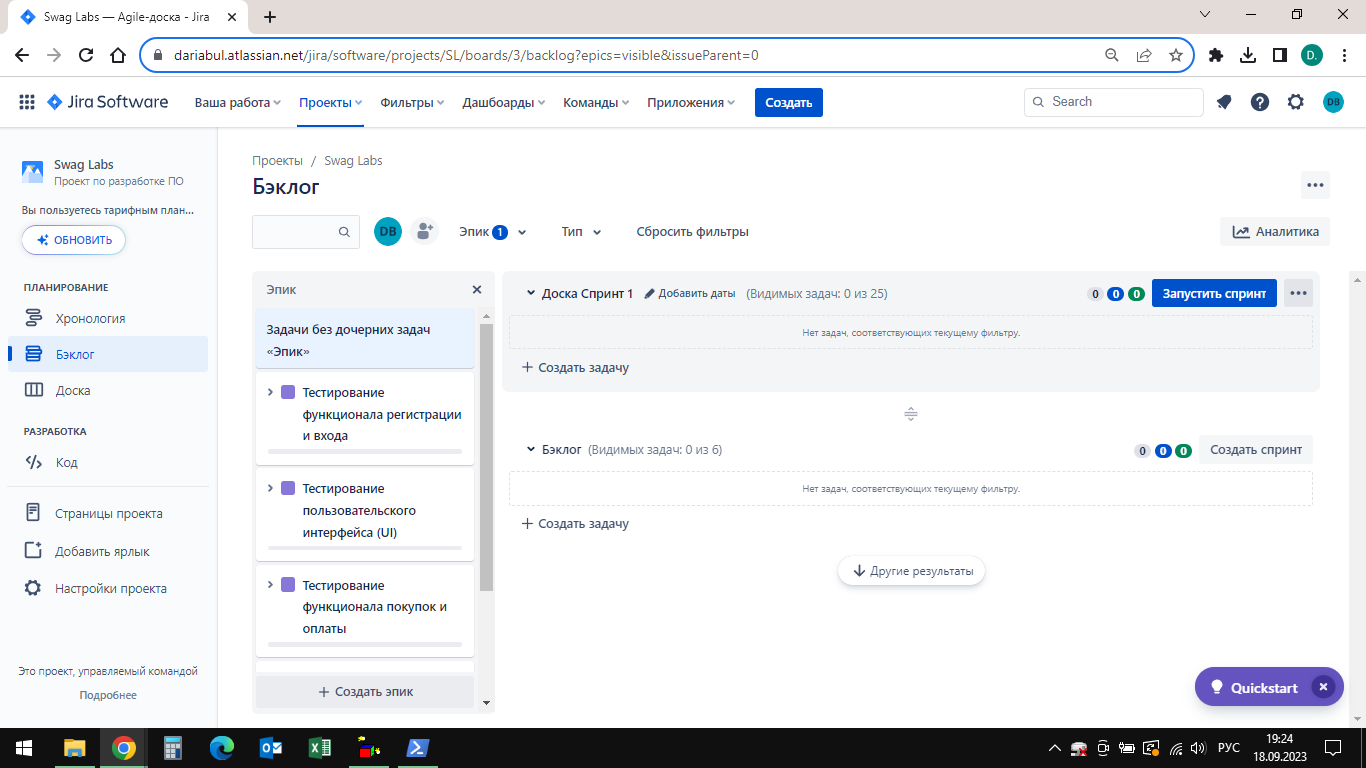 Swag Labs — Agile-доска - Jira
dariabul.atlassian.net/jira/software/projects/SL/boards/3/backlog?epics=visible&issueParent=0
D.
Jira Software
Ваша работа
Проекты
Фильтры
Дашборды
Команды
Приложения
Создать
Search
DB
Swag Labs
Проект по разработке ПО
Вы пользуетесь тарифным план...
ОБНОВИТЬ
ПЛАНИРОВАНИЕ
Хронология
Бэклог
Доска
РАЗРАБОТКА
Код
Страницы проекта
Добавить ярлык
Настройки проекта
Это проект, управляемый командой
Подробнее
Проекты / Swag Labs
Бэклог
DB
Эпик 1
Тип
Сбросить фильтры
Аналитика
Эпик
Задачи без дочерних задач
«Эпик»
Тестирование
функционала регистрации
и входа
Тестирование
пользовательского
интерфейса (UI)
Тестирование
функционала покупок и
оплаты
+ Создать эпик
Доска Спринт 1
Добавить даты
(Видимых задач: 0 из 25)
0 0 0
Запустить спринт
Нет задач, соответствующих текущему фильтру.
+ Создать задачу
Бэклог (Видимых задач: 0 из 6)
0 0 0
Создать спринт
Нет задач, соответствующих текущему фильтру.
+ Создать задачу
Другие результаты
Quickstart
РУС
19:24
18.09.2023